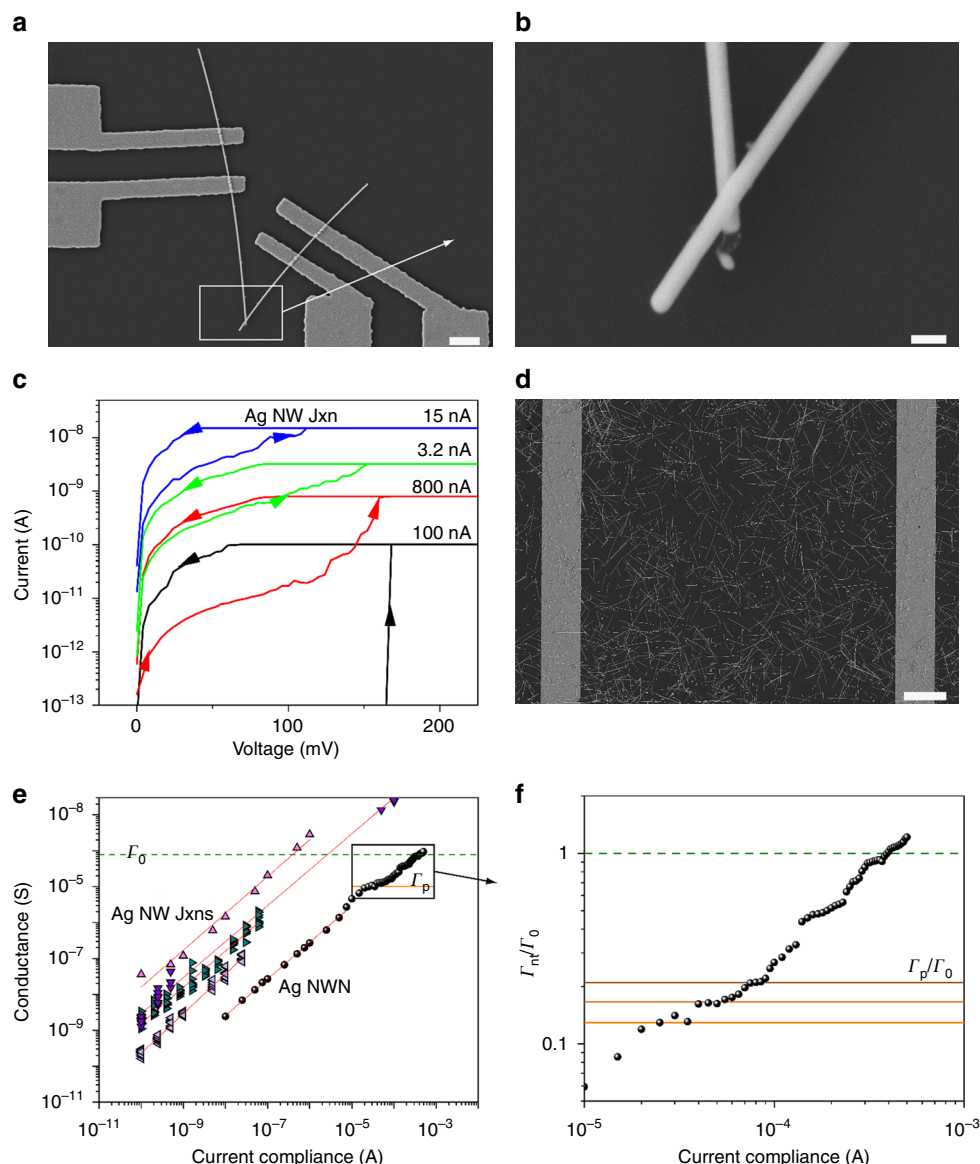 a
b
c
Ag NW Jxn
15 nA
3.2 nA
800 nA
100 nA
10⁻⁸
10⁻⁹
10⁻¹⁰
10⁻¹¹
10⁻¹²
10⁻¹³
Current (A)
0
100
200
Voltage (mV)
d
e
10⁻⁸
Γ₀
10⁻⁵
Γₚ
Ag NW Jxns
10⁻⁷
Ag NWN
10⁻⁹
10⁻¹¹
Conductance (S)
10⁻¹¹
10⁻⁹
10⁻⁷
10⁻⁵
10⁻³
Current compliance (A)
f
1
Γₚ/Γ₀
0.1
Γₙₜ/Γ₀
10⁻⁵
10⁻⁴
10⁻³
Current compliance (A)